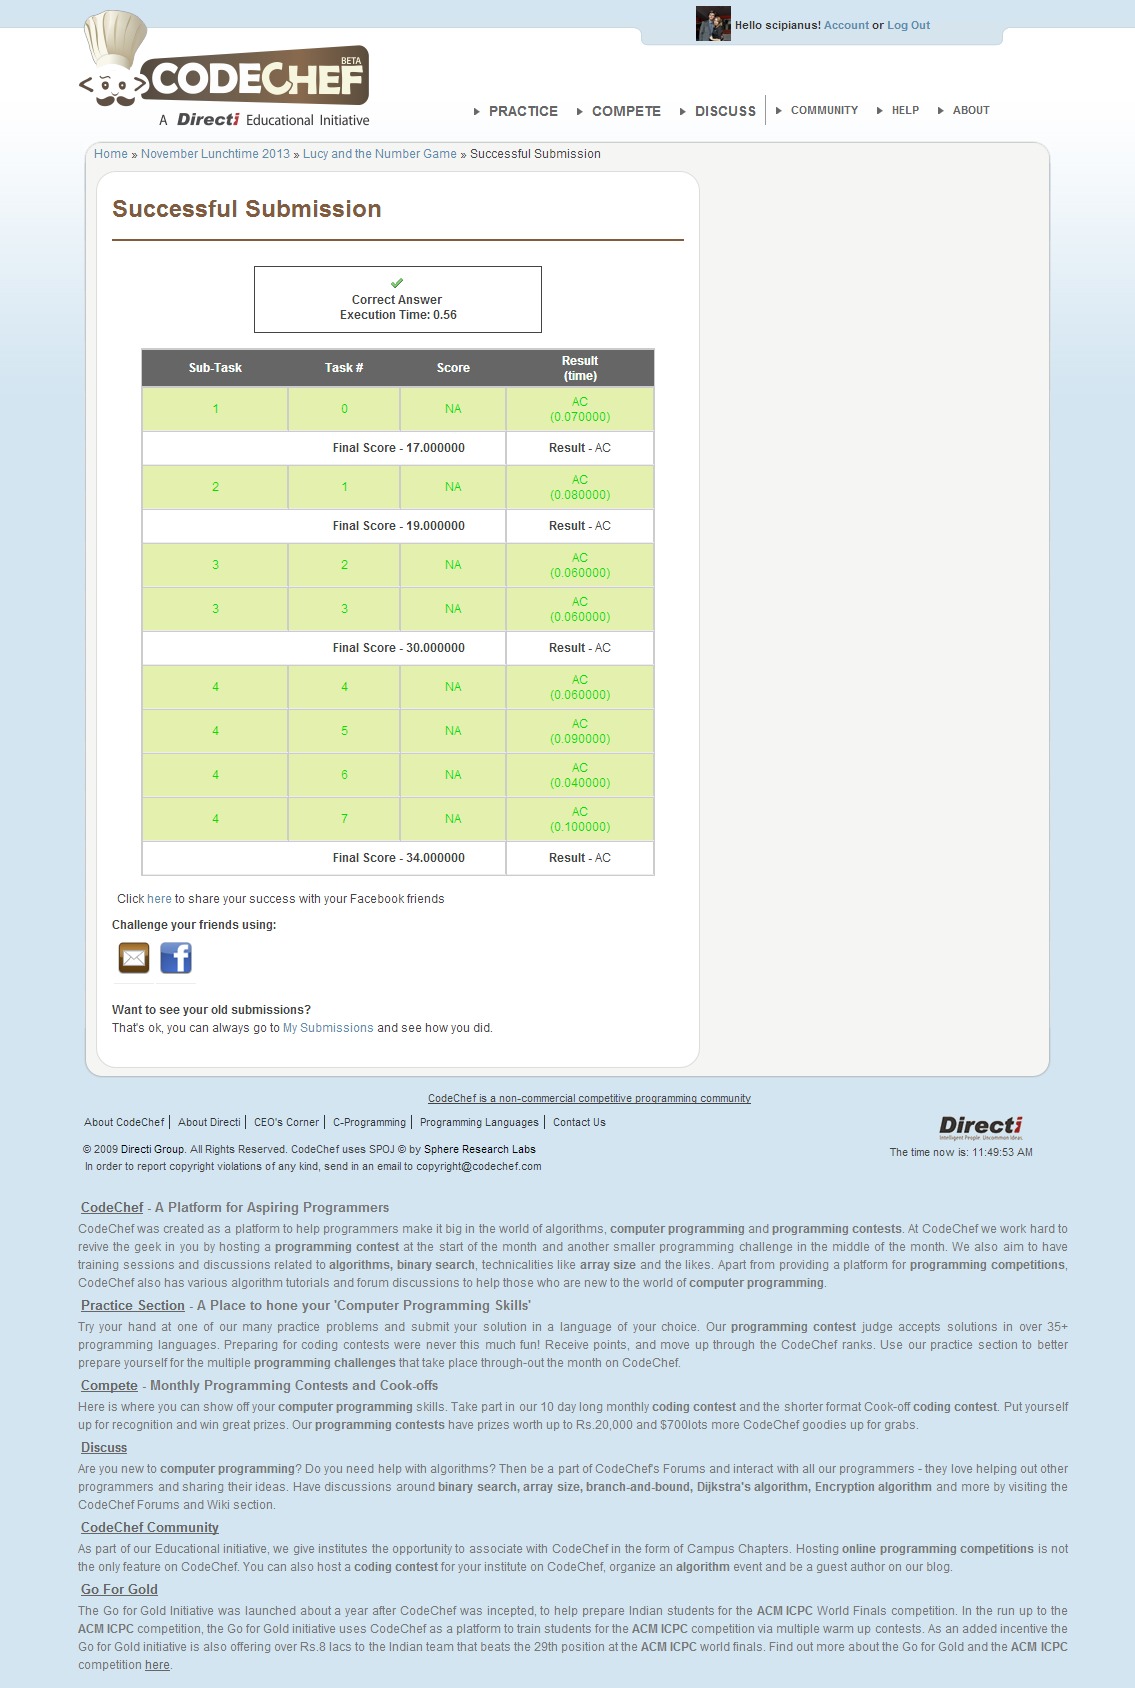 Hello scipianus! Account or Log Out
CODECHEF BETA
A Directi Educational Initiative
PRACTICE COMPETE DISCUSS COMMUNITY HELP ABOUT
Home » November Lunchtime 2013 » Lucy and the Number Game » Successful Submission
Successful Submission
Correct Answer
Execution Time: 0.56
Sub-Task Task # Score Result
(time)
1 0 NA AC
(0.070000)
Final Score - 17.000000 Result - AC
2 1 NA AC
(0.080000)
Final Score - 19.000000 Result - AC
3 2 NA AC
(0.060000)
3 3 NA AC
(0.060000)
Final Score - 30.000000 Result - AC
4 4 NA AC
(0.060000)
4 5 NA AC
(0.090000)
4 6 NA AC
(0.040000)
4 7 NA AC
(0.100000)
Final Score - 34.000000 Result - AC
Click here to share your success with your Facebook friends
Challenge your friends using:
Want to see your old submissions?
That's ok, you can always go to My Submissions and see how you did.
CodeChef is a non-commercial competitive programming community
About CodeChef | About Directi | CEO's Corner | C-Programming | Programming Languages | Contact Us
Directi
Intelligent People. Uncommon Ideas.
© 2009 Directi Group. All Rights Reserved. CodeChef uses SPOJ © by Sphere Research Labs
The time now is: 11:49:53 AM
In order to report copyright violations of any kind, send in an email to copyright@codechef.com
CodeChef - A Platform for Aspiring Programmers
CodeChef was created as a platform to help programmers make it big in the world of algorithms, computer programming and programming contests. At CodeChef we work hard to
revive the geek in you by hosting a programming contest at the start of the month and another smaller programming challenge in the middle of the month. We also aim to have
training sessions and discussions related to algorithms, binary search, technicalities like array size and the likes. Apart from providing a platform for programming competitions,
CodeChef also has various algorithm tutorials and forum discussions to help those who are new to the world of computer programming.
Practice Section - A Place to hone your 'Computer Programming Skills'
Try your hand at one of our many practice problems and submit your solution in a language of your choice. Our programming contest judge accepts solutions in over 35+
programming languages. Preparing for coding contests were never this much fun! Receive points, and move up through the CodeChef ranks. Use our practice section to better
prepare yourself for the multiple programming challenges that take place through-out the month on CodeChef.
Compete - Monthly Programming Contests and Cook-offs
Here is where you can show off your computer programming skills. Take part in our 10 day long monthly coding contest and the shorter format Cook-off coding contest. Put yourself
up for recognition and win great prizes. Our programming contests have prizes worth up to Rs.20,000 and $700lots more CodeChef goodies up for grabs.
Discuss
Are you new to computer programming? Do you need help with algorithms? Then be a part of CodeChef's Forums and interact with all our programmers - they love helping out other
programmers and sharing their ideas. Have discussions around binary search, array size, branch-and-bound, Dijkstra's algorithm, Encryption algorithm and more by visiting the
CodeChef Forums and Wiki section.
CodeChef Community
As part of our Educational initiative, we give institutes the opportunity to associate with CodeChef in the form of Campus Chapters. Hosting online programming competitions is not
the only feature on CodeChef. You can also host a coding contest for your institute on CodeChef, organize an algorithm event and be a guest author on our blog.
Go For Gold
The Go for Gold Initiative was launched about a year after CodeChef was incepted, to help prepare Indian students for the ACM ICPC World Finals competition. In the run up to the
ACM ICPC competition, the Go for Gold initiative uses CodeChef as a platform to train students for the ACM ICPC competition via multiple warm up contests. As an added incentive the
Go for Gold initiative is also offering over Rs.8 lacs to the Indian team that beats the 29th position at the ACM ICPC world finals. Find out more about the Go for Gold and the ACM ICPC
competition here.